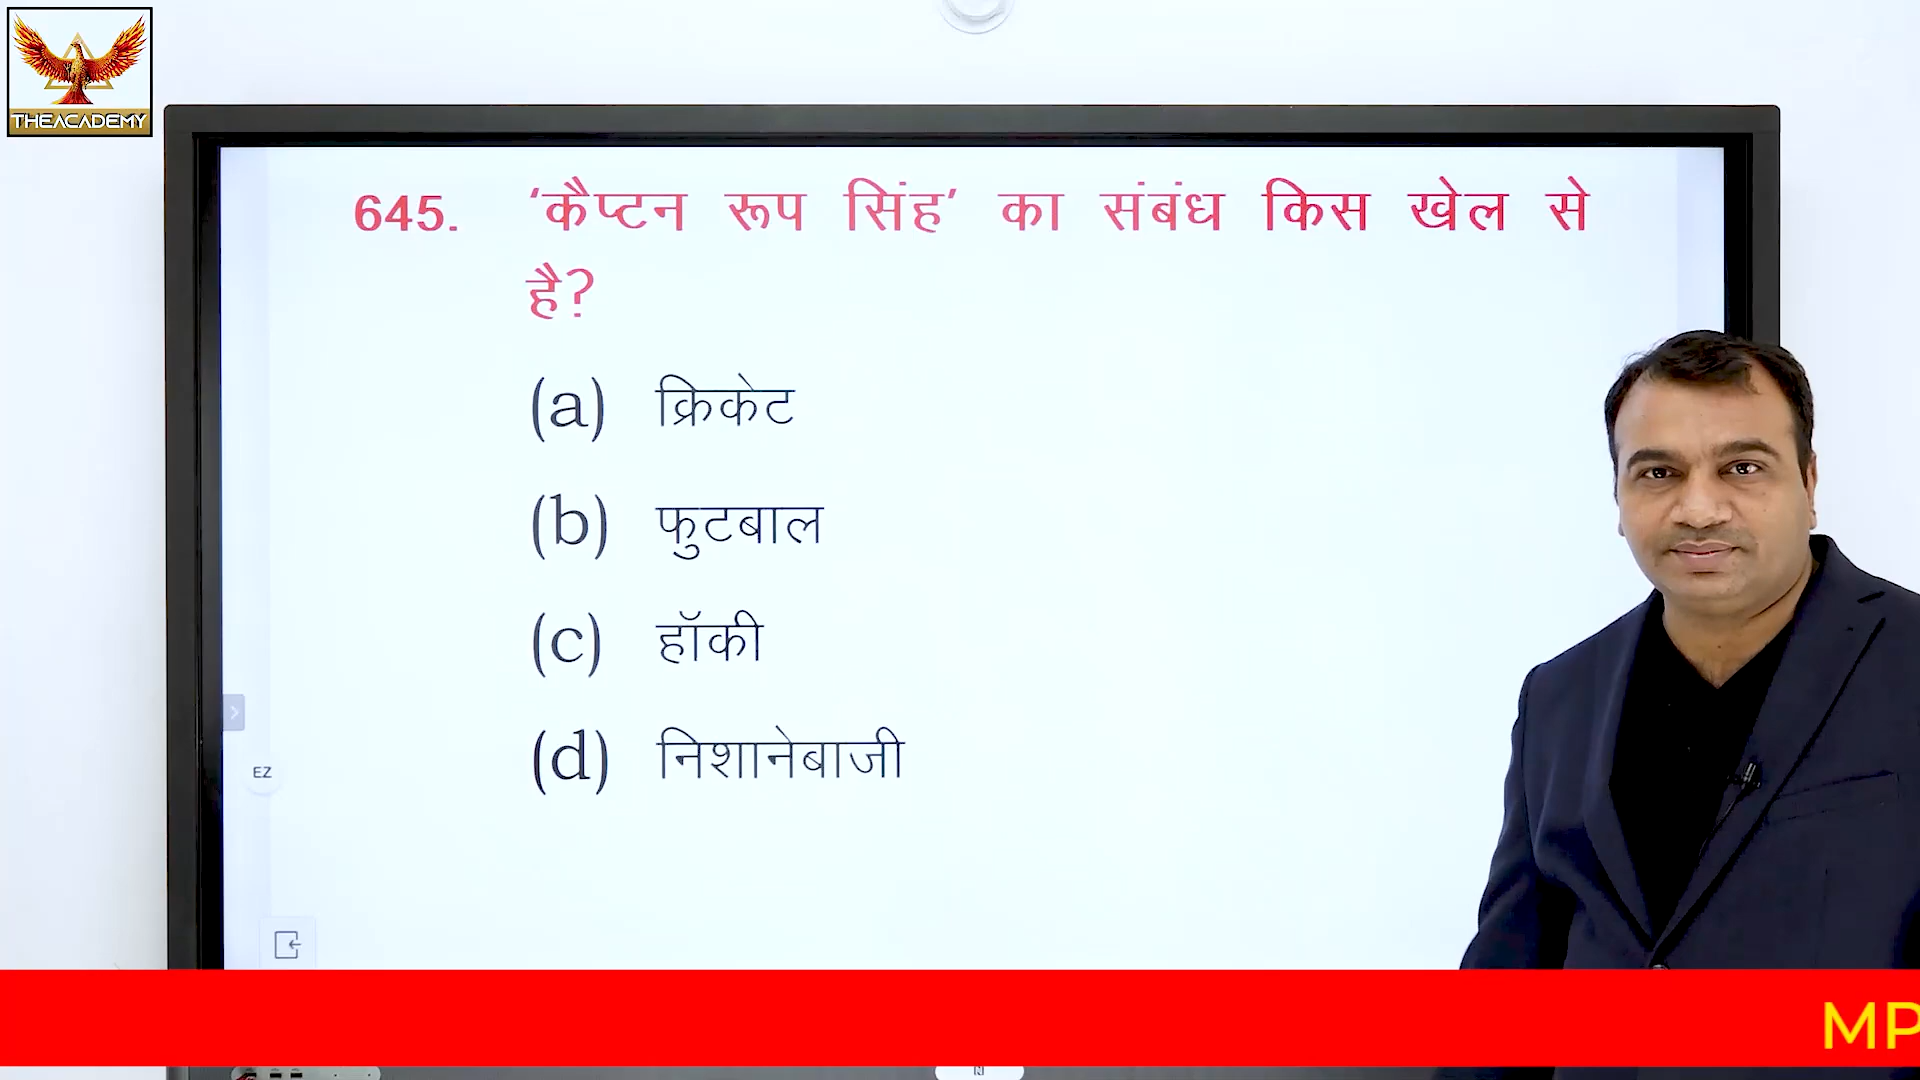 THEACADEMY
645. ‘कैप्टन रूप सिंह’ का संबंध किस खेल से
है?
(a) क्रिकेट
(b) फुटबाल
(c) हॉकी
(d) निशानेबाजी
EZ
MP